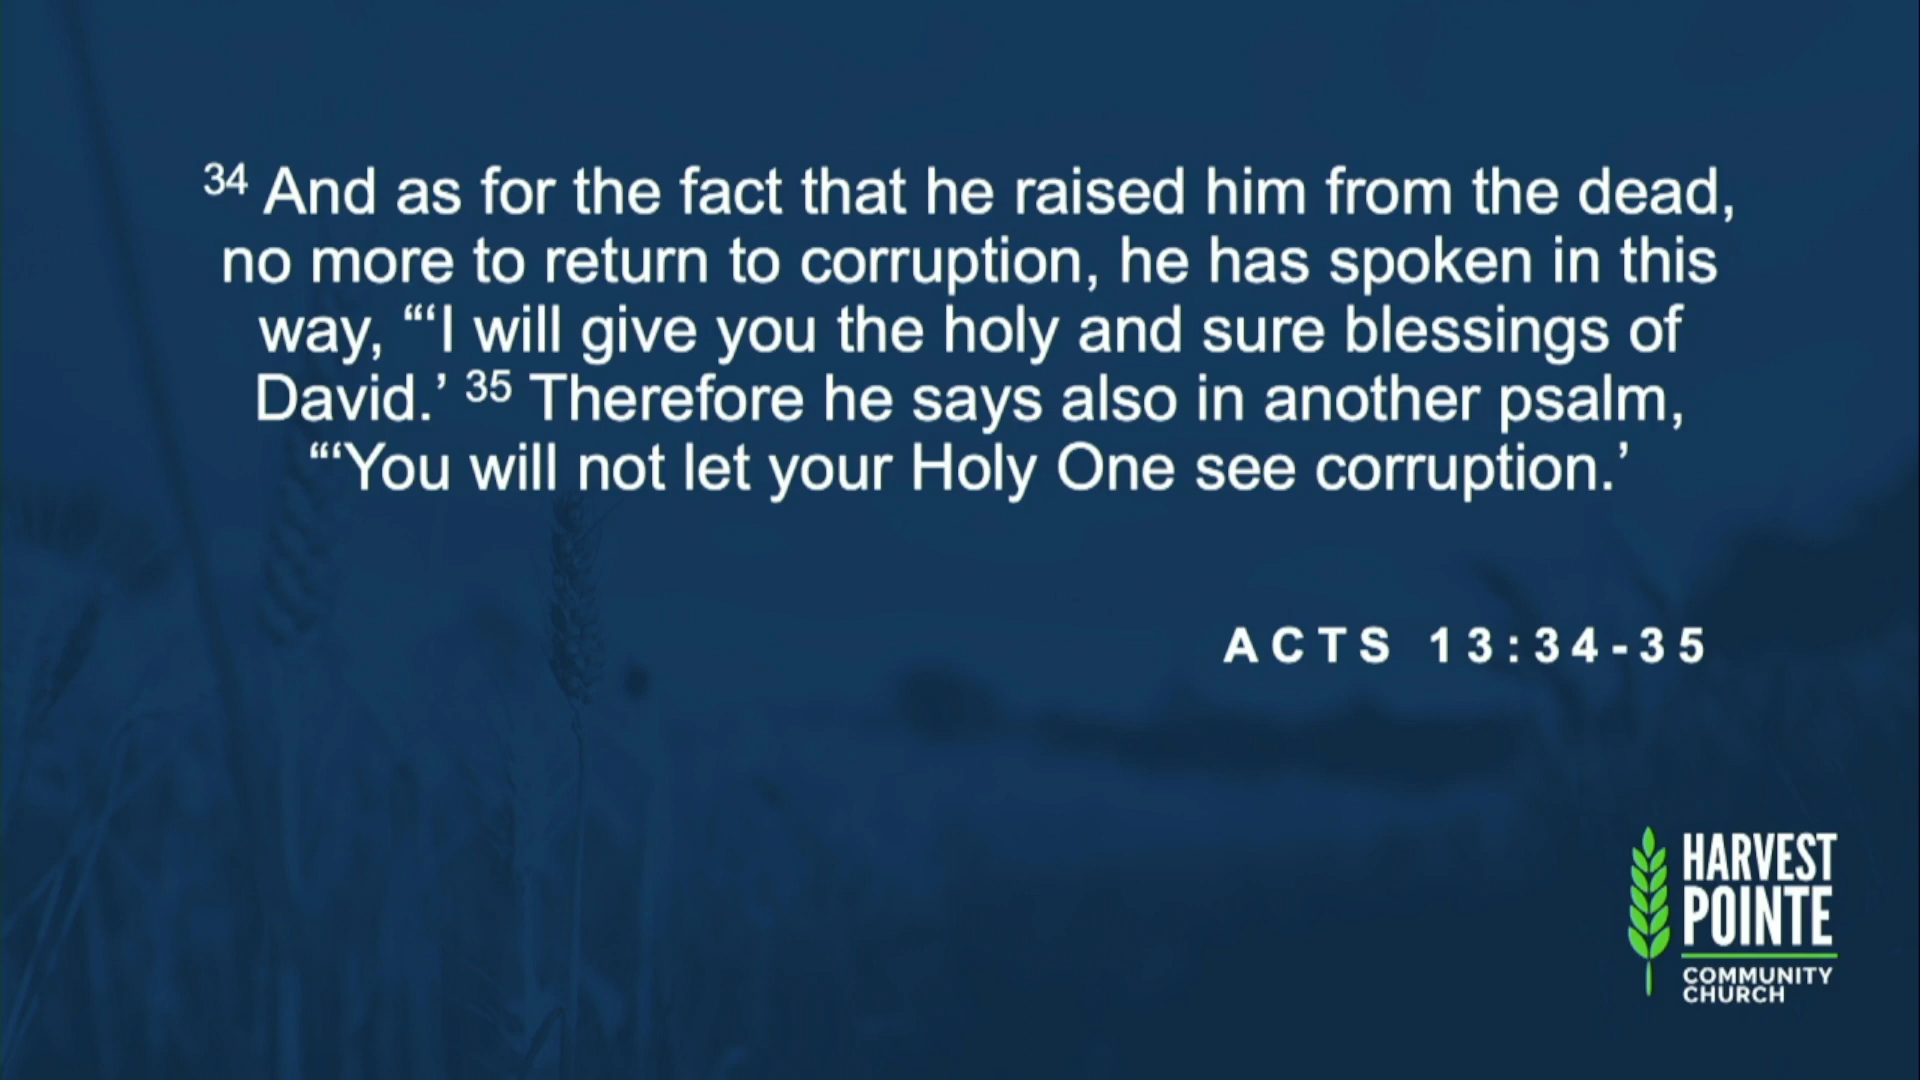 34 And as for the fact that he raised him from the dead,
no more to return to corruption, he has spoken in this
way, “‘I will give you the holy and sure blessings of
David.’ 35 Therefore he says also in another psalm,
“‘You will not let your Holy One see corruption.’
ACTS 13:34-35
HARVEST
POINTE
COMMUNITY
CHURCH